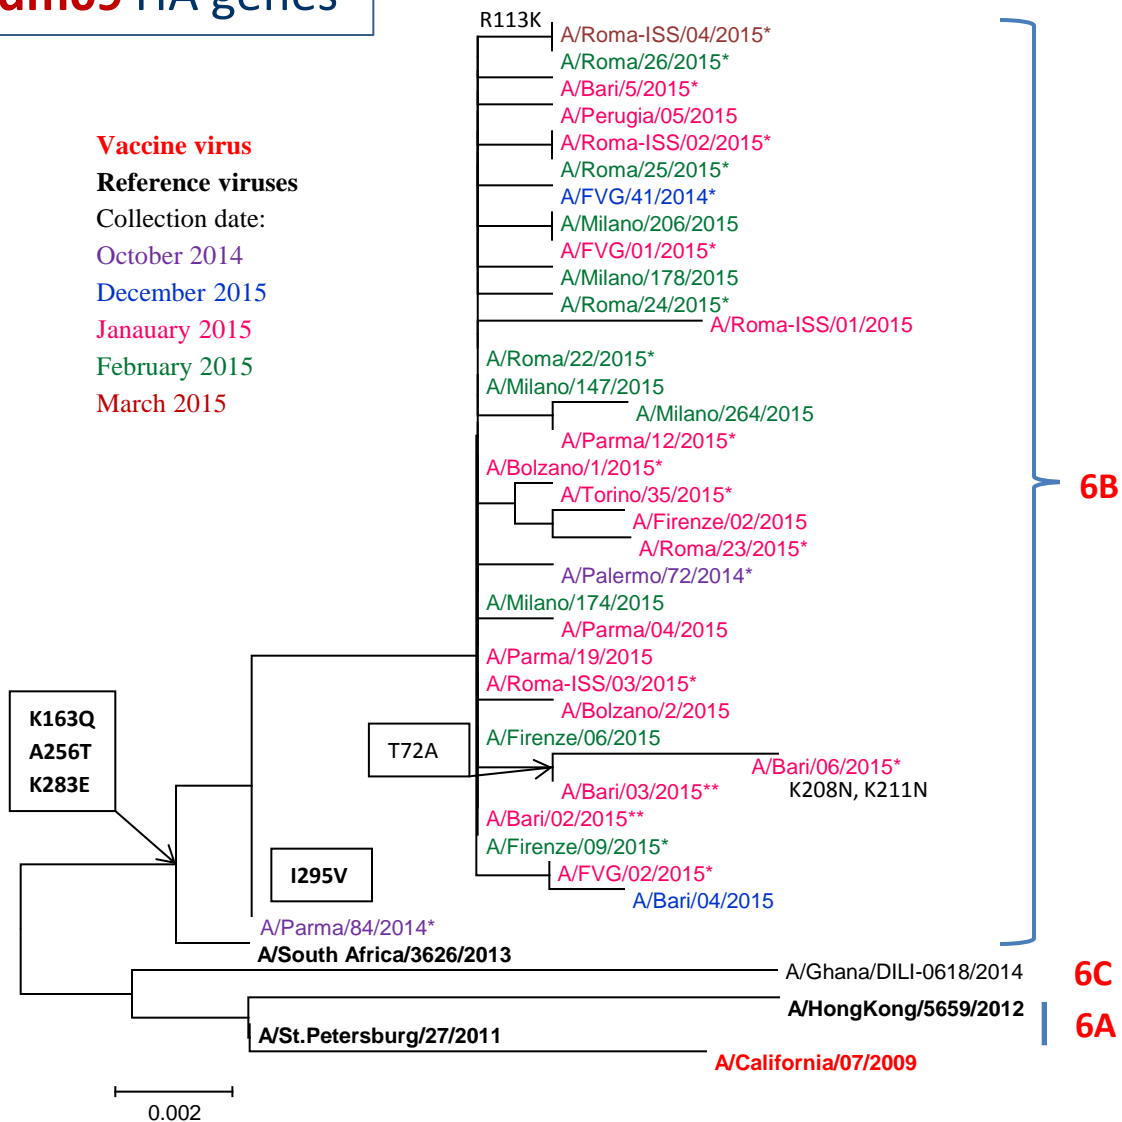 HA genes
Vaccine virus
Reference viruses
Collection date:
October 2014
December 2015
Janauary 2015
February 2015
March 2015
R113K
A/Roma-ISS/04/2015*
A/Roma/26/2015*
A/Bari/5/2015*
A/Perugia/05/2015
A/Roma-ISS/02/2015*
A/Roma/25/2015*
A/FVG/41/2014*
A/Milano/206/2015
A/FVG/01/2015*
A/Milano/178/2015
A/Roma/24/2015*
A/Roma-ISS/01/2015
A/Roma/22/2015*
A/Milano/147/2015
A/Milano/264/2015
A/Parma/12/2015*
A/Bolzano/1/2015*
A/Torino/35/2015*
A/Firenze/02/2015
A/Roma/23/2015*
A/Palermo/72/2014*
A/Milano/174/2015
A/Parma/04/2015
A/Parma/19/2015
A/Roma-ISS/03/2015*
A/Bolzano/2/2015
A/Firenze/06/2015
A/Bari/06/2015*
K208N, K211N
A/Bari/03/2015**
A/Bari/02/2015**
A/Firenze/09/2015*
A/FVG/02/2015*
A/Bari/04/2015
A/Parma/84/2014*
A/South Africa/3626/2013
A/Ghana/DILI-0618/2014
A/HongKong/5659/2012
A/St.Petersburg/27/2011
A/California/07/2009
K163Q
A256T
K283E
T72A
I295V
6B
6C
6A
0.002